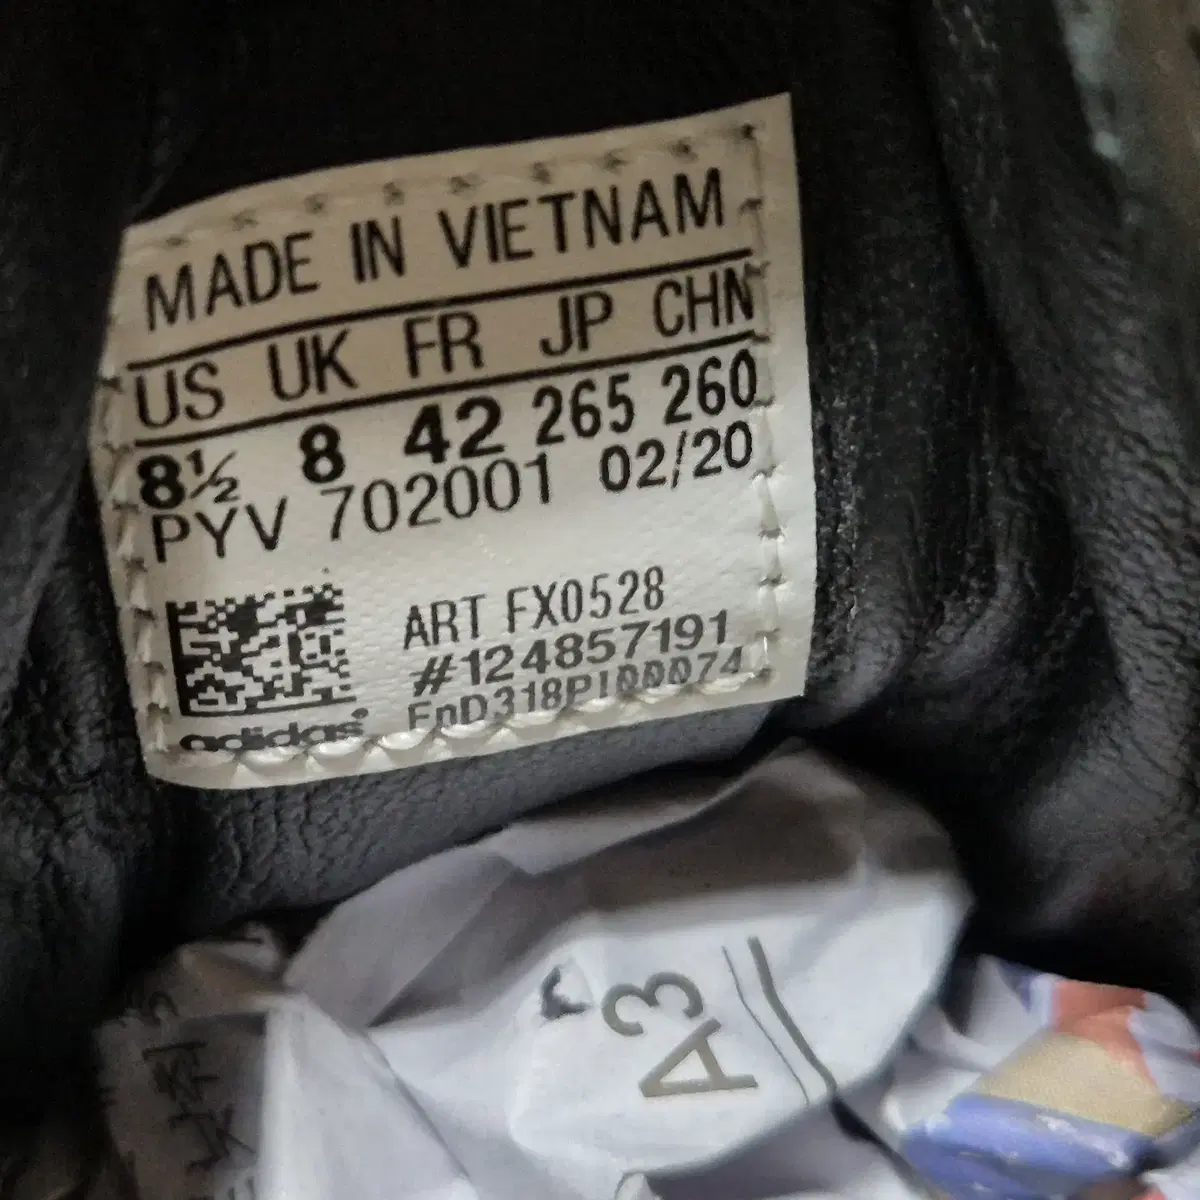 MADE IN VIETNAM
US UK FR JP CHN
8½ 8 42 265 260
PYV 702001 02/20
ART FX0528
#124857191
adidas
A3